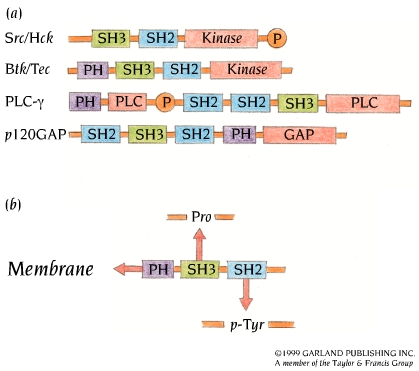 (a)
Src/Hck SH3 SH2 Kinase P
Btk/Tec PH SH3 SH2 Kinase
PLC-γ PH PLC P SH2 SH2 SH3 PLC
p120GAP SH2 SH3 SH2 PH GAP
(b)
Pro
Membrane PH SH3 SH2
p-Tyr
©1999 GARLAND PUBLISHING INC.
A member of the Taylor & Francis Group